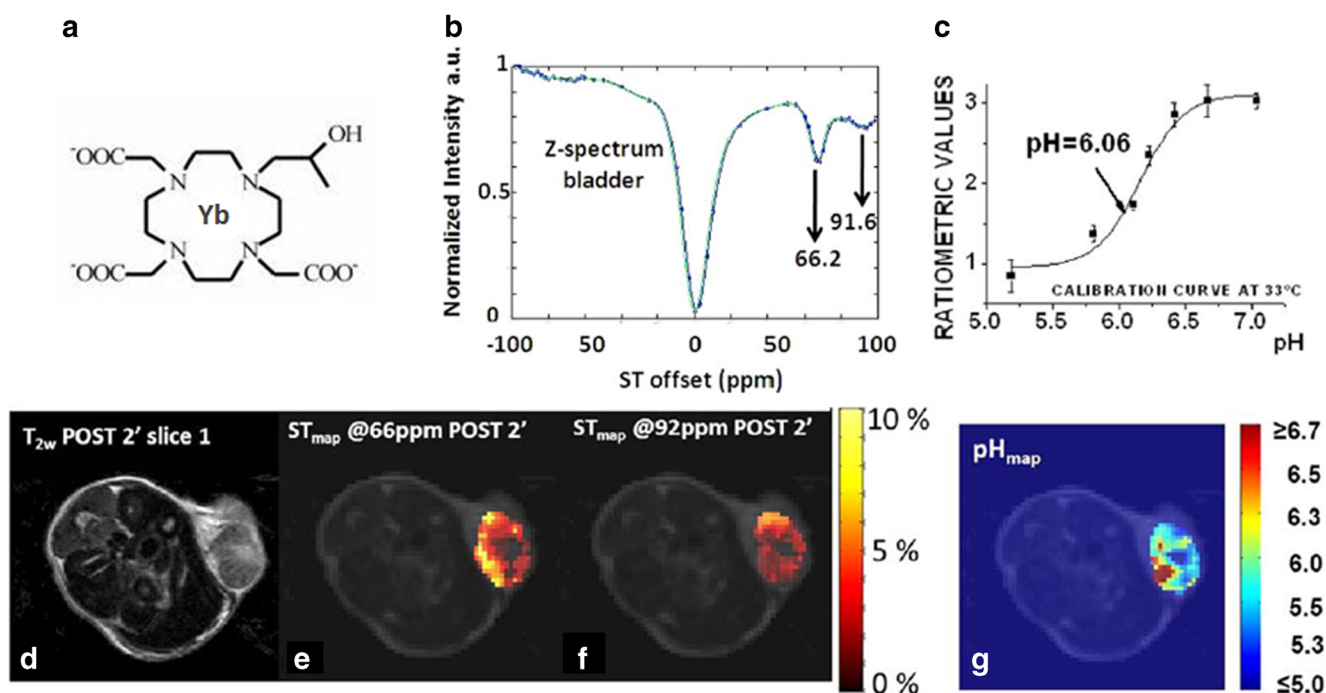 a
⁻OOC
OH
N
N
Yb
N
N
⁻OOC
COO⁻
b
Normalized Intensity a.u.
1
0.5
0
Z-spectrum
bladder
91.6
66.2
-100
0
50
100
ST offset (ppm)
c
RATIOMETRIC VALUES
3
2
1
pH=6.06
CALIBRATION CURVE AT 33°C
5.0
5.5
6.0
6.5
7.0
pH
T2w POST 2' slice 1
d
STmap @66ppm POST 2'
e
STmap @92ppm POST 2'
f
10 %
5 %
0 %
pHmap
g
≥6.7
6.5
6.3
6.0
5.5
5.3
≤5.0